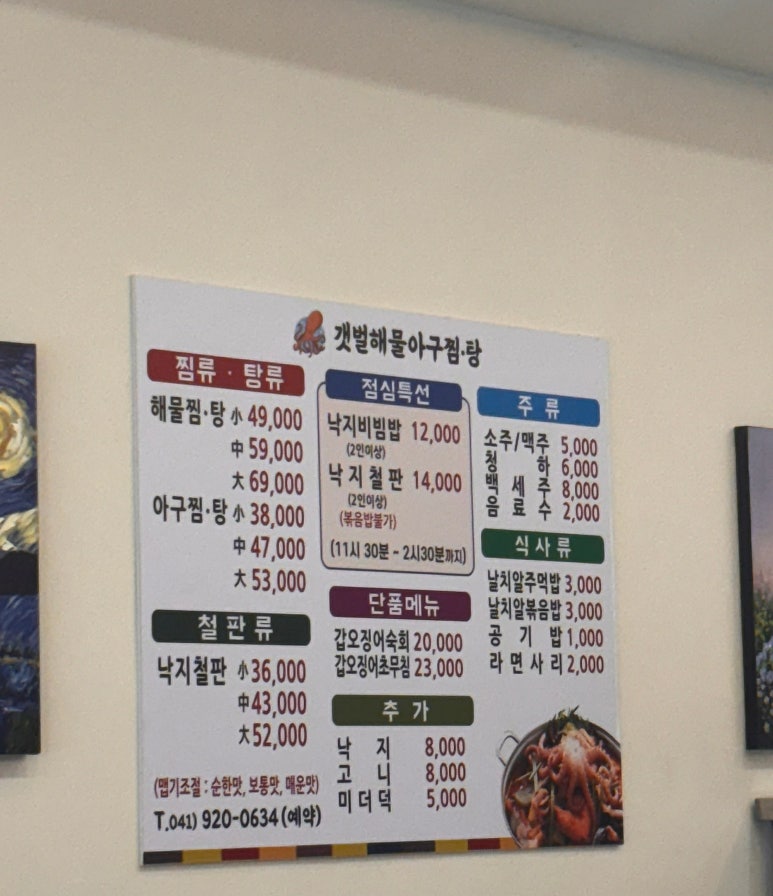 갯벌해물아구찜·탕
찜류 · 탕류
해물찜·탕 小 49,000
中 59,000
大 69,000
아구찜·탕 小 38,000
中 47,000
大 53,000
철판류
낙지철판 小 36,000
中 43,000
大 52,000
(맵기조절 : 순한맛, 보통맛, 매운맛)
T.041) 920-0634 (예약)
점심특선
낙지비빔밥 12,000
(2인이상)
낙지철판 14,000
(2인이상)
(볶음밥불가)
(11시 30분 ~ 2시30분까지)
단품메뉴
갑오징어숙회 20,000
갑오징어초무침 23,000
추가
낙지 8,000
고니 8,000
미더덕 5,000
주류
소주/맥주 5,000
청하 6,000
백세주 8,000
음료수 2,000
식사류
날치알주먹밥 3,000
날치알볶음밥 3,000
공기밥 1,000
라면사리 2,000